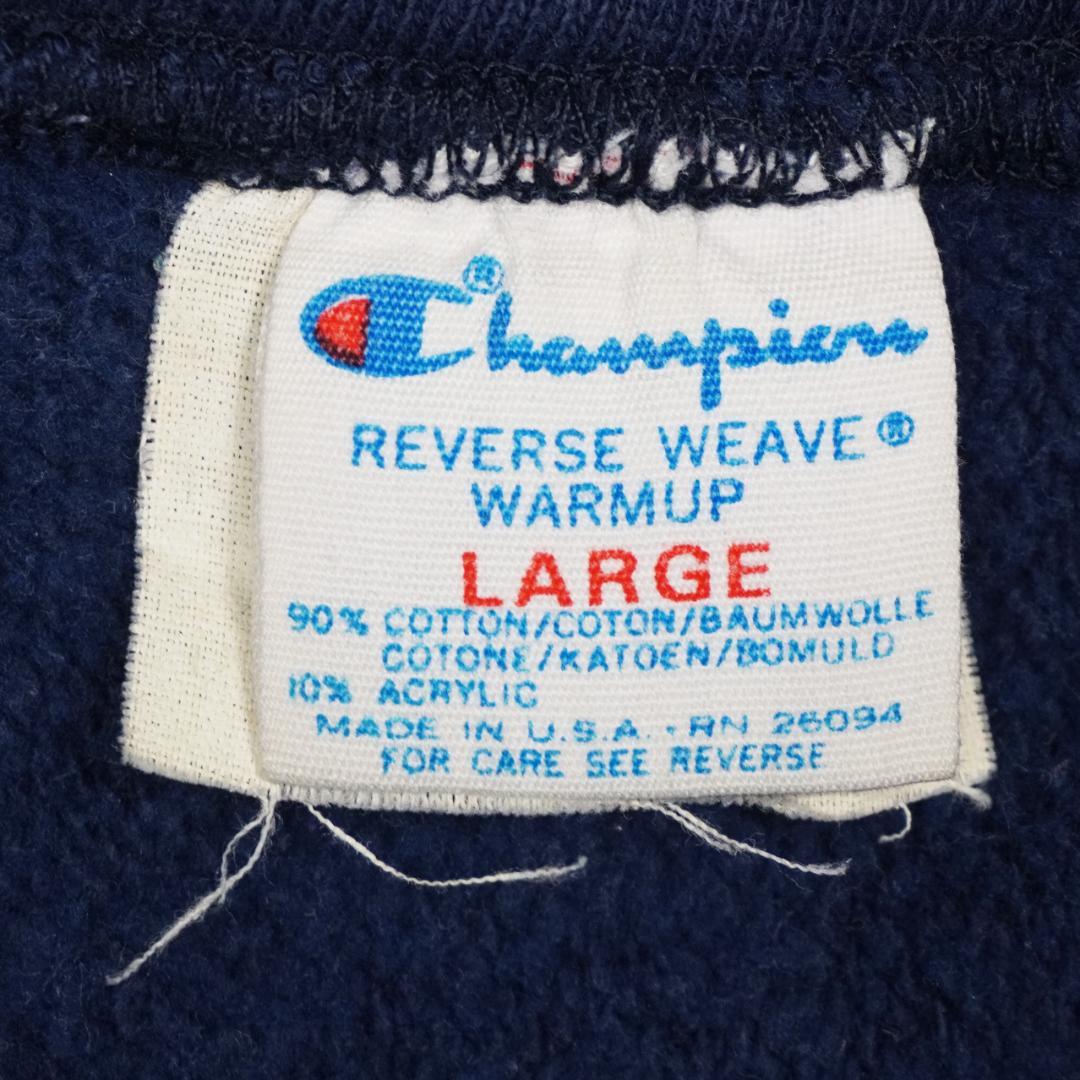 Champion®
REVERSE WEAVE®
WARMUP
LARGE
90% COTTON/COTON/BAUMWOLLE
COTONE/KATOEN/BOMULD
10% ACRYLIC
MADE IN U.S.A. - RN 26094
FOR CARE SEE REVERSE